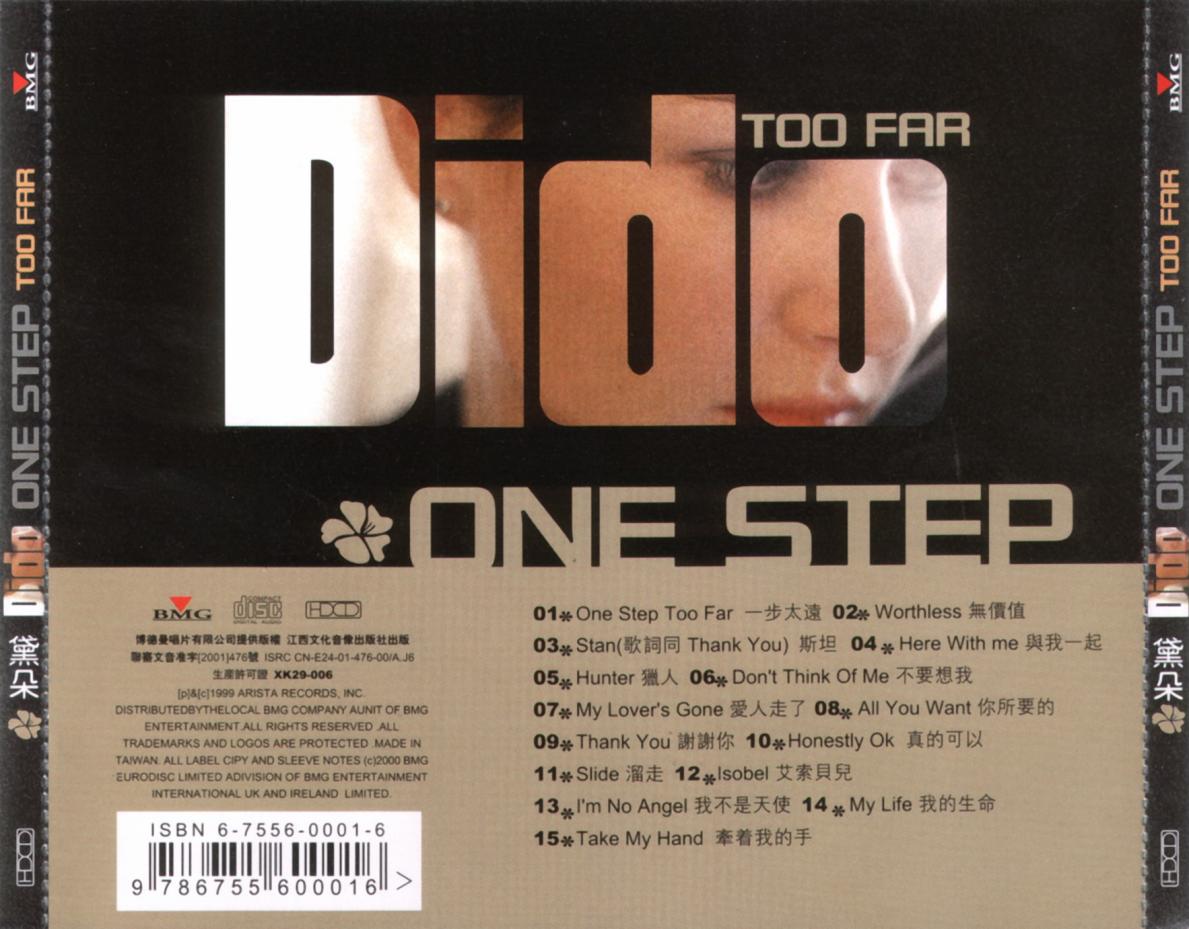 BMG
TOO FAR
ONE STEP
Dido
黛朵
HDCD
Dido
TOO FAR
ONE STEP
BMG
COMPACT
disc
DIGITAL AUDIO
HDCD
博德曼唱片有限公司提供版權 江西文化音像出版社出版
聯審文音准字[2001]476號 ISRC CN-E24-01-476-00/A.J6
生産許可證 XK29-006
[p]&[c]1999 ARISTA RECORDS, INC.
DISTRIBUTEDBYTHELOCAL BMG COMPANY AUNIT OF BMG
ENTERTAINMENT.ALL RIGHTS RESERVED .ALL
TRADEMARKS AND LOGOS ARE PROTECTED .MADE IN
TAIWAN. ALL LABEL CIPY AND SLEEVE NOTES (c)2000 BMG
EURODISC LIMITED ADIVISION OF BMG ENTERTAINMENT
INTERNATIONAL UK AND IRELAND LIMITED.
ISBN 6-7556-0001-6
9 786755 600016 >
01*One Step Too Far 一步太遠 02*Worthless 無價值
03*Stan(歌詞同 Thank You) 斯坦 04*Here With me 與我一起
05*Hunter 獵人 06*Don't Think Of Me 不要想我
07*My Lover's Gone 愛人走了 08*All You Want 你所要的
09*Thank You 謝謝你 10*Honestly Ok 真的可以
11*Slide 溜走 12*Isobel 艾索貝兒
13*I'm No Angel 我不是天使 14*My Life 我的生命
15*Take My Hand 牽着我的手
BMG
TOO FAR
ONE STEP
Dido
黛朵
HDCD